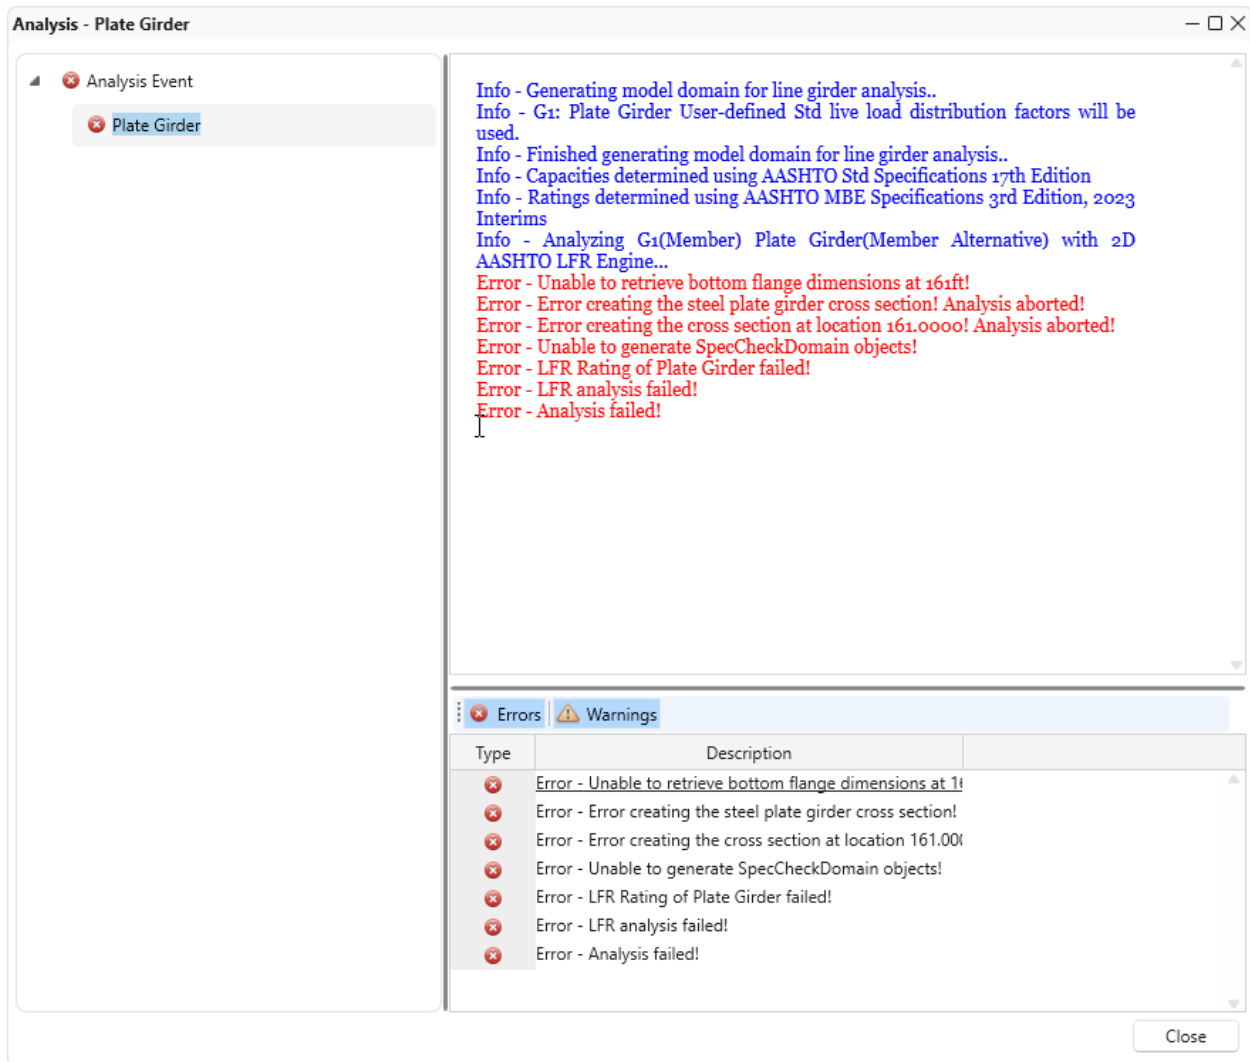 Analysis - Plate Girder
Analysis Event
Plate Girder
Info - Generating model domain for line girder analysis..
Info - G1: Plate Girder User-defined Std live load distribution factors will be
used.
Info - Finished generating model domain for line girder analysis..
Info - Capacities determined using AASHTO Std Specifications 17th Edition
Info - Ratings determined using AASHTO MBE Specifications 3rd Edition, 2023
Interims
Info - Analyzing G1(Member) Plate Girder(Member Alternative) with 2D
AASHTO LFR Engine...
Error - Unable to retrieve bottom flange dimensions at 161ft!
Error - Error creating the steel plate girder cross section! Analysis aborted!
Error - Error creating the cross section at location 161.0000! Analysis aborted!
Error - Unable to generate SpecCheckDomain objects!
Error - LFR Rating of Plate Girder failed!
Error - LFR analysis failed!
Error - Analysis failed!
Errors Warnings
Type Description
Error - Unable to retrieve bottom flange dimensions at 16
Error - Error creating the steel plate girder cross section!
Error - Error creating the cross section at location 161.00
Error - Unable to generate SpecCheckDomain objects!
Error - LFR Rating of Plate Girder failed!
Error - LFR analysis failed!
Error - Analysis failed!
Close